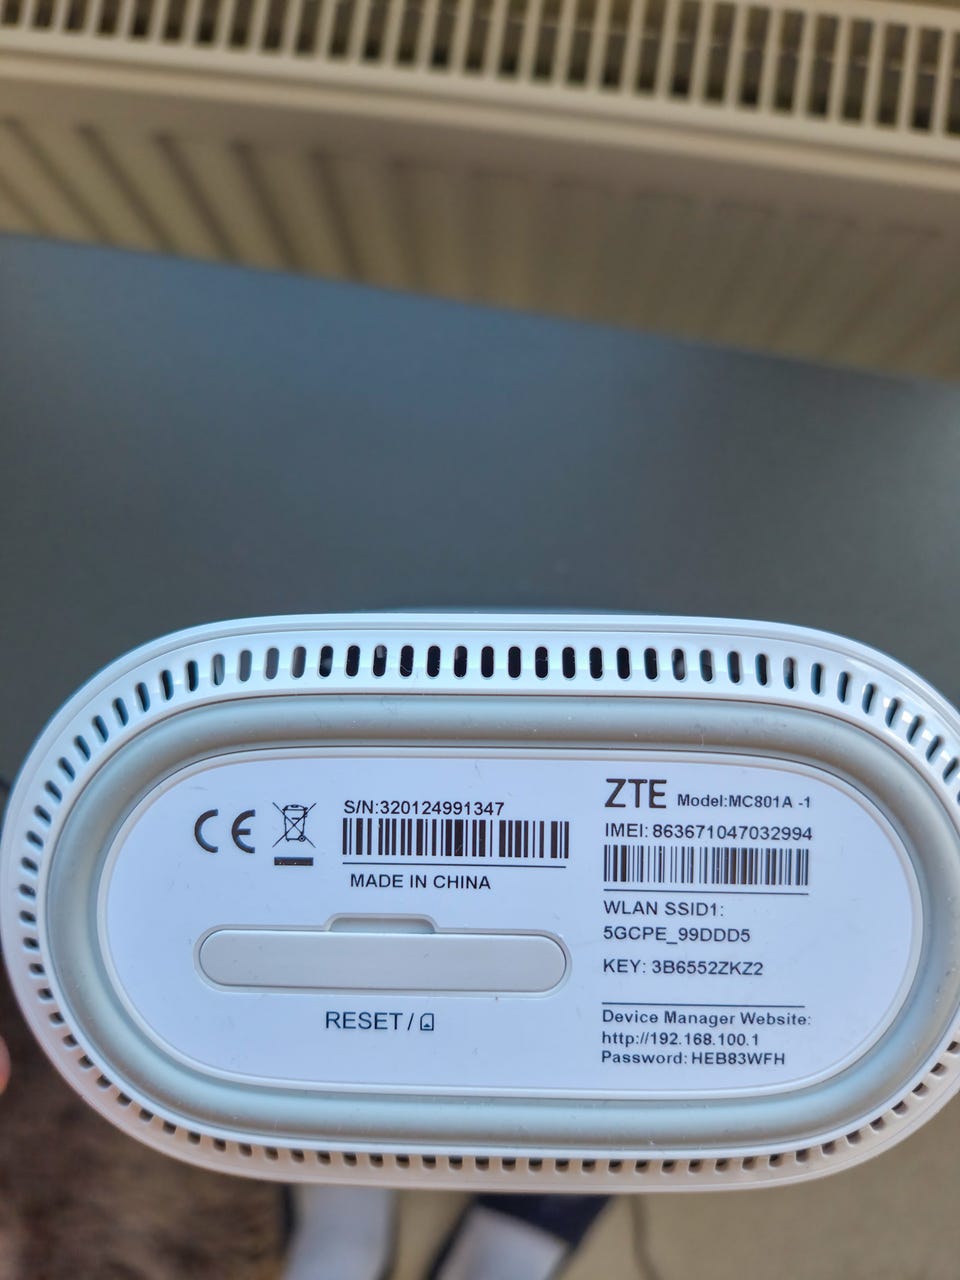 S/N:320124991347
MADE IN CHINA
RESET /
ZTE Model:MC801A -1
IMEI: 863671047032994
WLAN SSID1:
5GCPE_99DDD5
KEY: 3B6552ZKZ2
Device Manager Website:
http://192.168.100.1
Password: HEB83WFH
CE